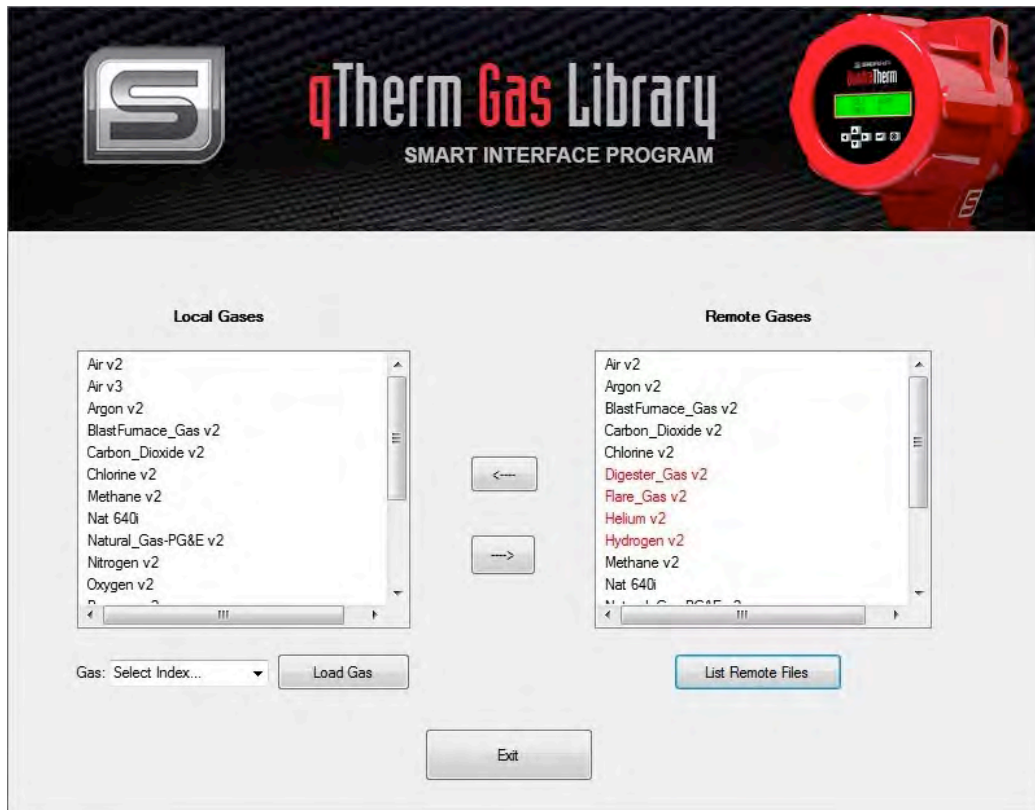 qTherm Gas Library
SMART INTERFACE PROGRAM
QuadraTherm
Local Gases
Air v2
Air v3
Argon v2
BlastFurnace_Gas v2
Carbon_Dioxide v2
Chlorine v2
Methane v2
Nat 640i
Natural_Gas-PG&E v2
Nitrogen v2
Oxygen v2
<----
---->
Remote Gases
Air v2
Argon v2
BlastFurnace_Gas v2
Carbon_Dioxide v2
Chlorine v2
Digester_Gas v2
Flare_Gas v2
Helium v2
Hydrogen v2
Methane v2
Nat 640i
Gas: Select Index...
Load Gas
List Remote Files
Exit